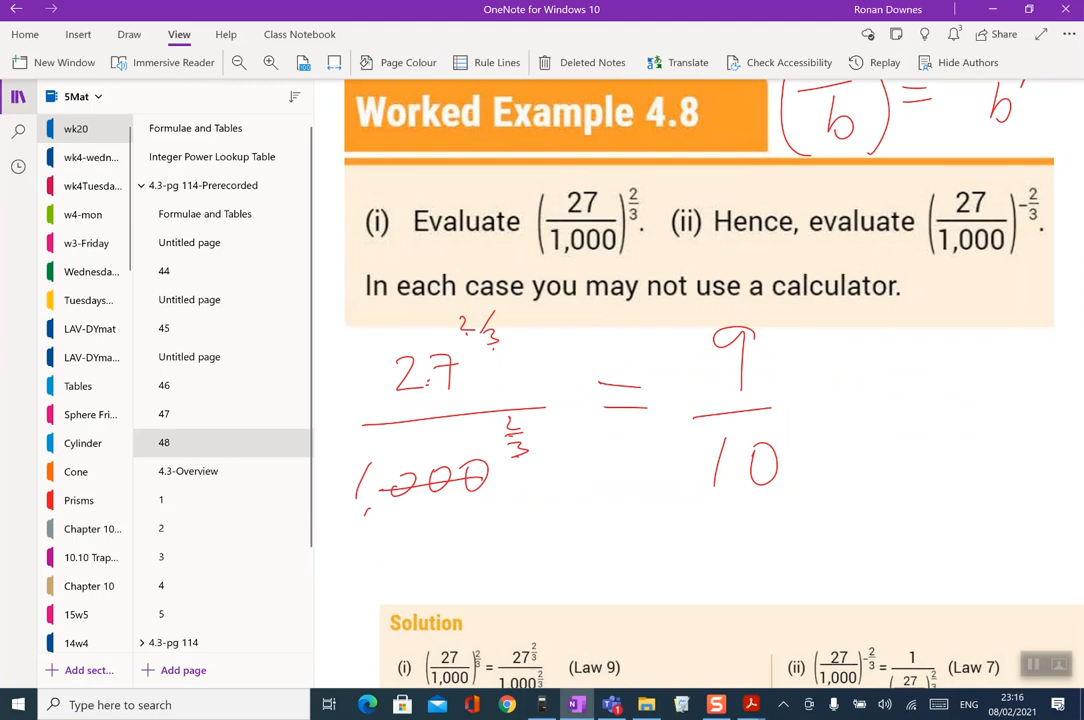 OneNote for Windows 10
Ronan Downes
Home Insert Draw View Help Class Notebook
Share
New Window Immersive Reader Page Colour Rule Lines Deleted Notes Translate Check Accessibility Replay Hide Authors
5Mat
wk20
wk4-wedn...
wk4Tuesda...
w4-mon
w3-Friday
Wednesda...
Tuesdays...
LAV-DYmat
LAV-DYma...
Tables
Sphere Fri...
Cylinder
Cone
Prisms
Chapter 10...
10.10 Trap...
Chapter 10
15w5
14w4
Add sect...
Formulae and Tables
Integer Power Lookup Table
4.3-pg 114-Prerecorded
Formulae and Tables
Untitled page
44
Untitled page
45
Untitled page
46
47
48
4.3-Overview
1
2
3
4
5
4.3-pg 114
Add page
b = b
Worked Example 4.8
(i) Evaluate (27/1,000)^(2/3). (ii) Hence, evaluate (27/1,000)^(-2/3).
In each case you may not use a calculator.
27^(2/3) / 1,000^(2/3) = 9/10
Solution
(i) (27/1,000)^(2/3) = 27^(2/3)/1,000^(2/3) (Law 9)
(ii) (27/1,000)^(-2/3) = 1/(27 (Law 7)
Type here to search
ENG
23:16
08/02/2021
1